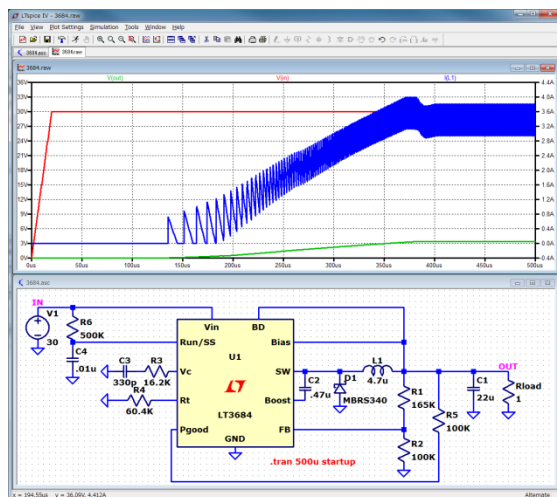 LTspice IV - 3684.raw
File View Plot Settings Simulation Tools Window Help
3684.asc 3684.raw
3684.raw
V(out) V(in) I(L1)
36V 4.4A
33V 4.0A
30V 3.6A
27V 3.2A
24V 2.8A
21V 2.4A
18V 2.0A
15V 1.6A
12V 1.2A
9V 0.8A
6V 0.4A
3V 0.0A
0V -0.4A
0us 50us 100us 150us 200us 250us 300us 350us 400us 450us 500us
3684.asc
IN
V1
30
R6
500K
C4
.01u
C3
330p
R3
16.2K
R4
60.4K
Vin BD
Run/SS Bias
U1
Vc SW
Rt Boost
LT3684
Pgood FB
GND
C2
.47u
D1
MBRS340
L1
4.7u
R1
165K
R2
100K
R5
100K
OUT
C1
22u
Rload
1
.tran 500u startup
x = 194.55us y = 36.09V, 4.412A Alternate